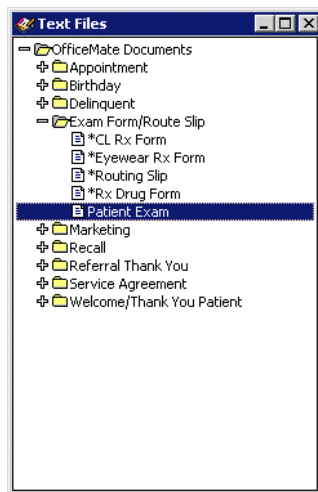 Text Files
OfficeMate Documents
Appointment
Birthday
Delinquent
Exam Form/Route Slip
*CL Rx Form
*Eyewear Rx Form
*Routing Slip
*Rx Drug Form
Patient Exam
Marketing
Recall
Referral Thank You
Service Agreement
Welcome/Thank You Patient